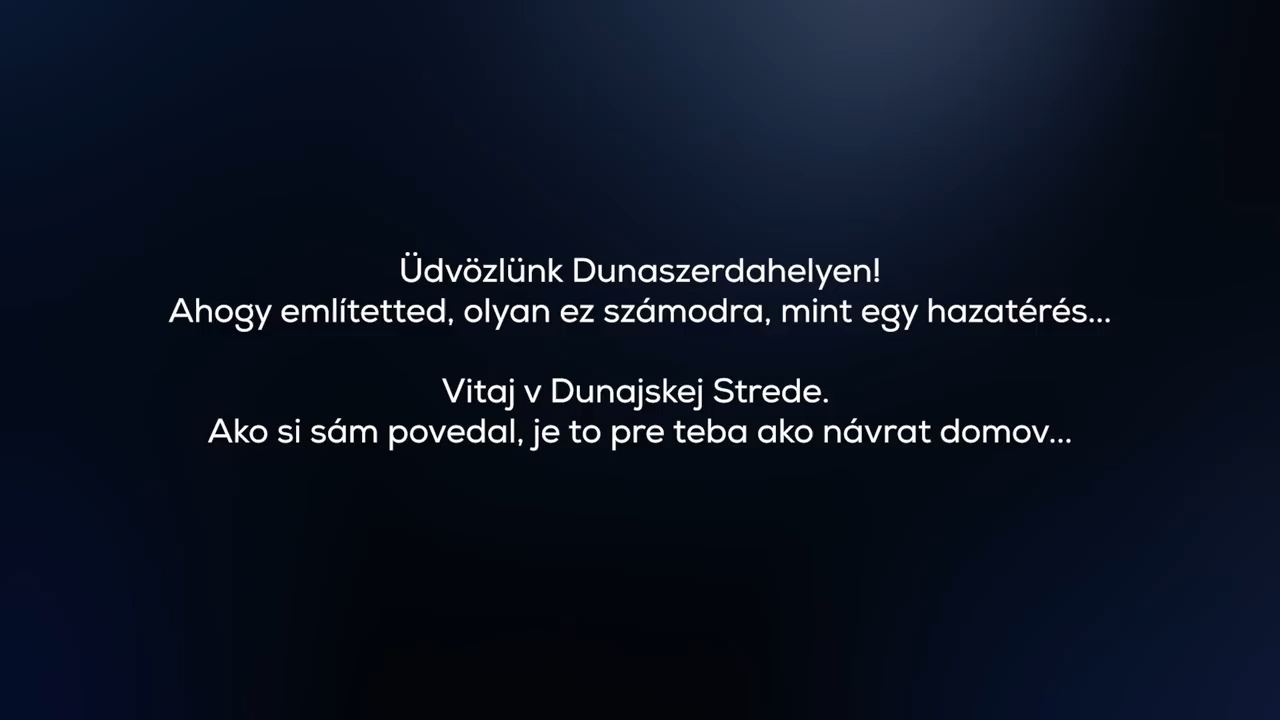 Üdvözlünk Dunaszerdahelyen!
Ahogy említetted, olyan ez számodra, mint egy hazatérés...
Vitaj v Dunajskej Strede.
Ako si sám povedal, je to pre teba ako návrat domov...